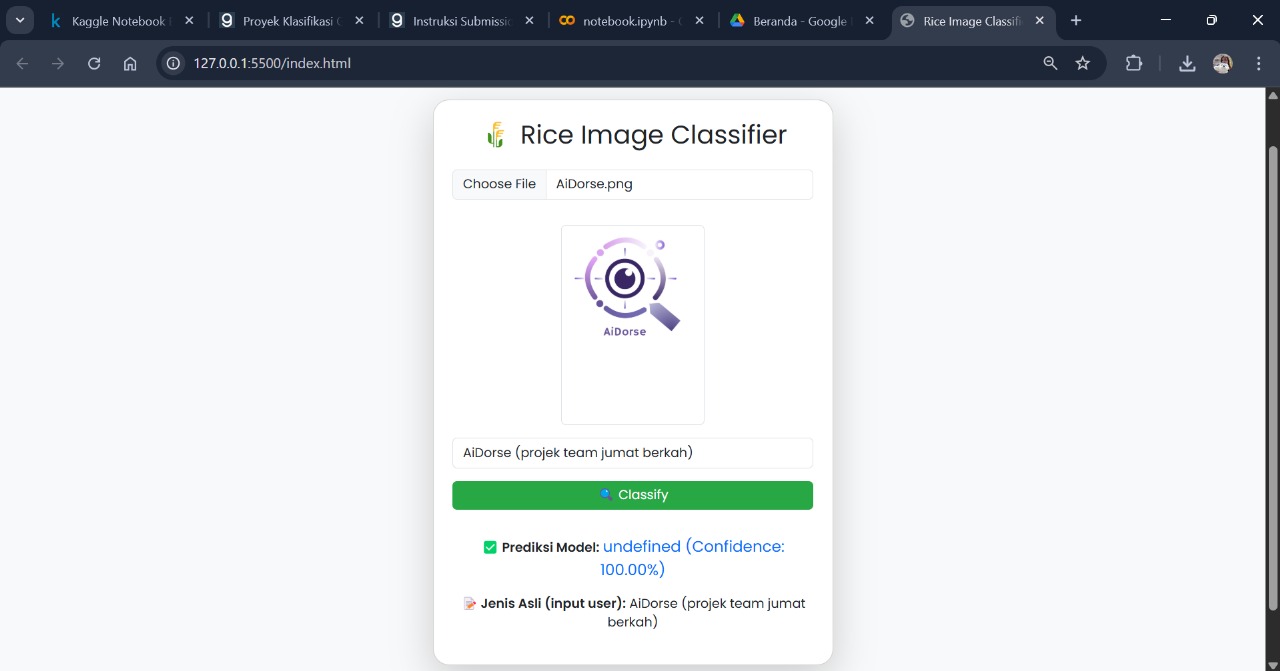 Kaggle Notebook
Proyek Klasifikasi
Instruksi Submissi
notebook.ipynb -
Beranda - Google
Rice Image Classifi
127.0.0.1:5500/index.html
Rice Image Classifier
Choose File AiDorse.png
AiDorse
AiDorse (projek team jumat berkah)
Classify
Prediksi Model: undefined (Confidence:
100.00%)
Jenis Asli (input user): AiDorse (projek team jumat
berkah)